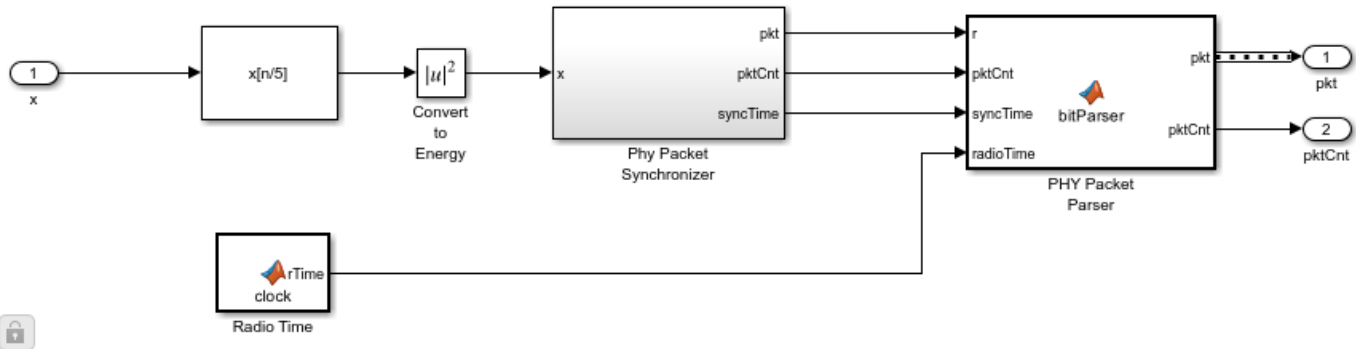 1
x
x[n/5]
|u|²
Convert
to
Energy
x
pkt
pktCnt
syncTime
Phy Packet
Synchronizer
r
pktCnt
syncTime
radioTime
bitParser
pkt
pktCnt
PHY Packet
Parser
1
pkt
2
pktCnt
rTime
clock
Radio Time